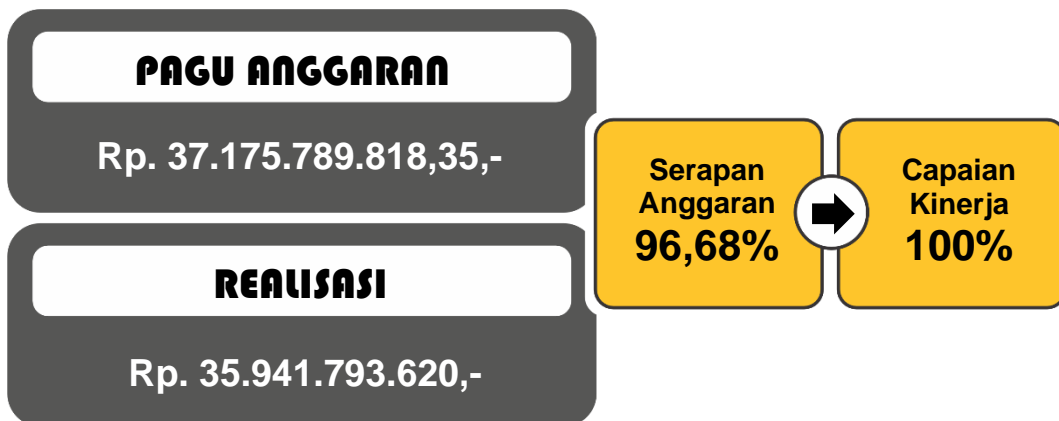 PAGU ANGGARAN
Rp. 37.175.789.818,35,-
REALISASI
Rp. 35.941.793.620,-
Serapan
Anggaran
96,68%
Capaian
Kinerja
100%